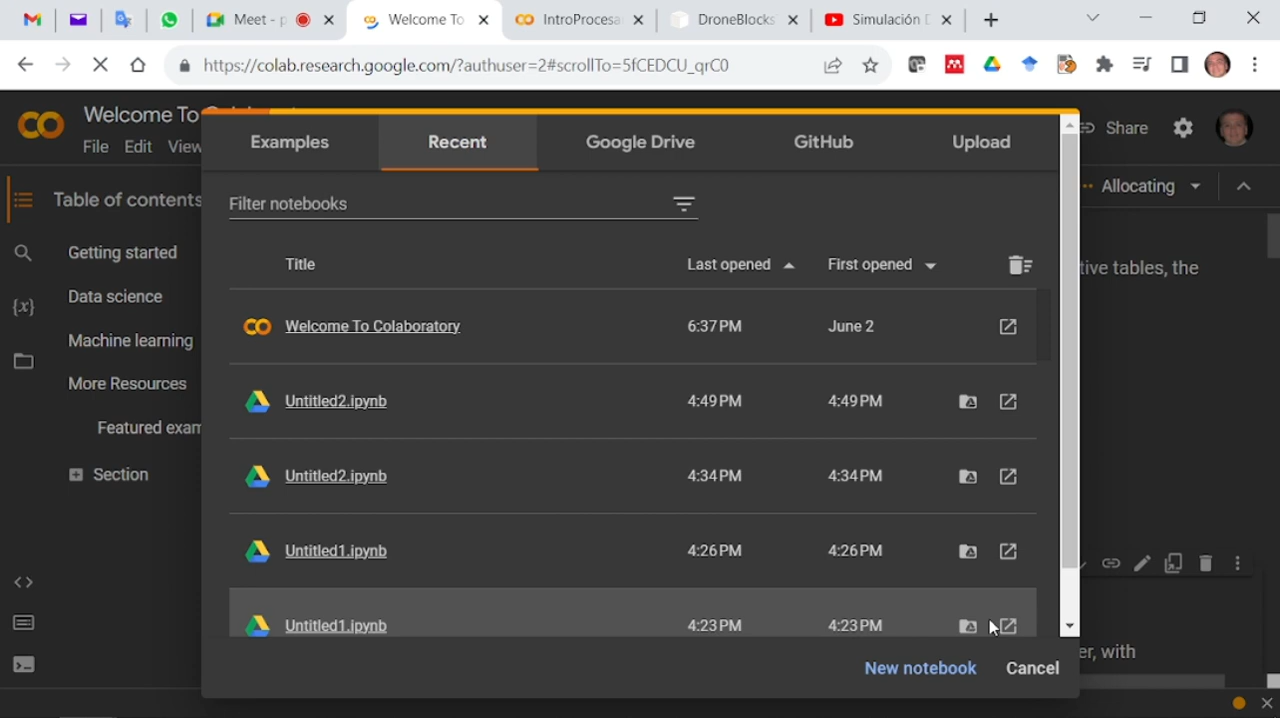 Meet - p
Welcome To
IntroProcesa
DroneBlocks
Simulación D
https://colab.research.google.com/?authuser=2#scrollTo=5fCEDCU_qrC0
Welcome To
File Edit View
Share
Allocating
Table of contents
Getting started
Data science
Machine learning
More Resources
Featured exam
Section
Examples
Recent
Google Drive
GitHub
Upload
Filter notebooks
Title
Last opened
First opened
Welcome To Colaboratory 6:37 PM June 2
Untitled2.ipynb 4:49 PM 4:49 PM
Untitled2.ipynb 4:34 PM 4:34 PM
Untitled1.ipynb 4:26 PM 4:26 PM
Untitled1.ipynb 4:23 PM 4:23 PM
New notebook
Cancel
tive tables, the
er, with